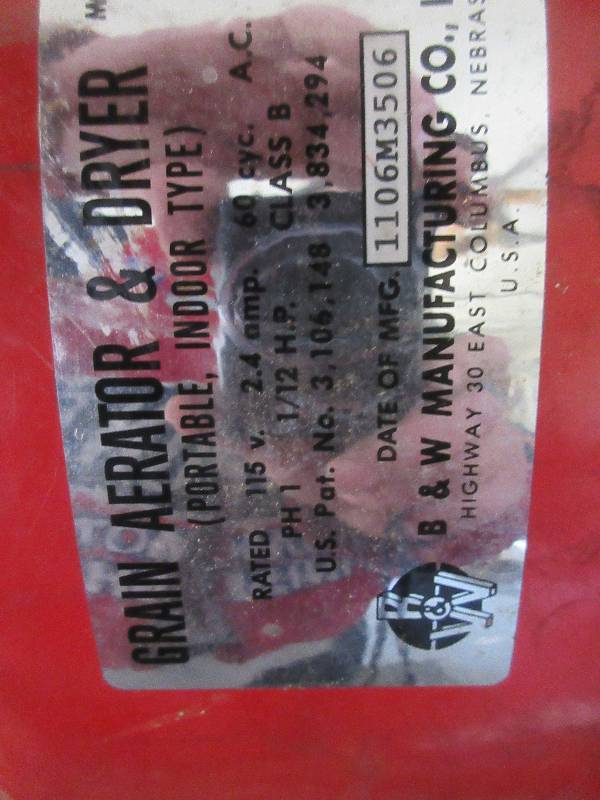 GRAIN AERATOR & DRYER
(PORTABLE, INDOOR TYPE)
RATED 115 v. 2.4 amp. 60 cyc. A.C.
PH 1 1/12 H.P. CLASS B
U.S. Pat. No. 3,106,148 3,834,294
DATE OF MFG. 1106M3506
B & W MANUFACTURING CO.,
HIGHWAY 30 EAST COLUMBUS, NEBRAS
U.S.A.
B&W